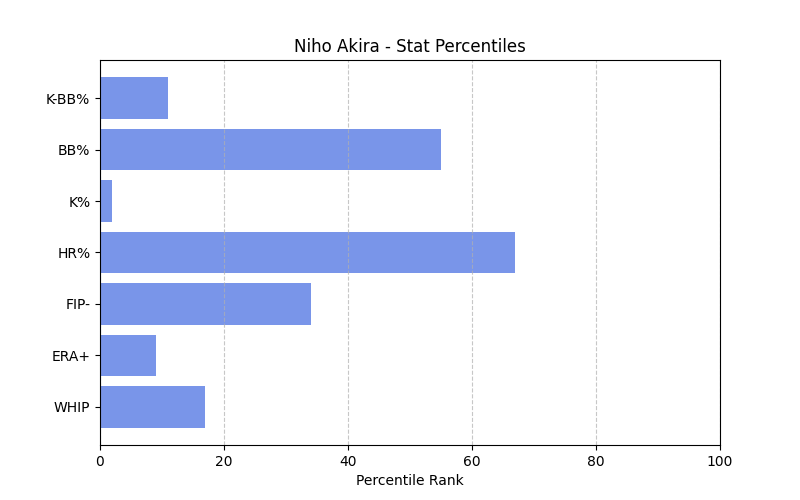 Niho Akira - Stat Percentiles
K-BB%
BB%
K%
HR%
FIP-
ERA+
WHIP
0 20 40 60 80 100
Percentile Rank